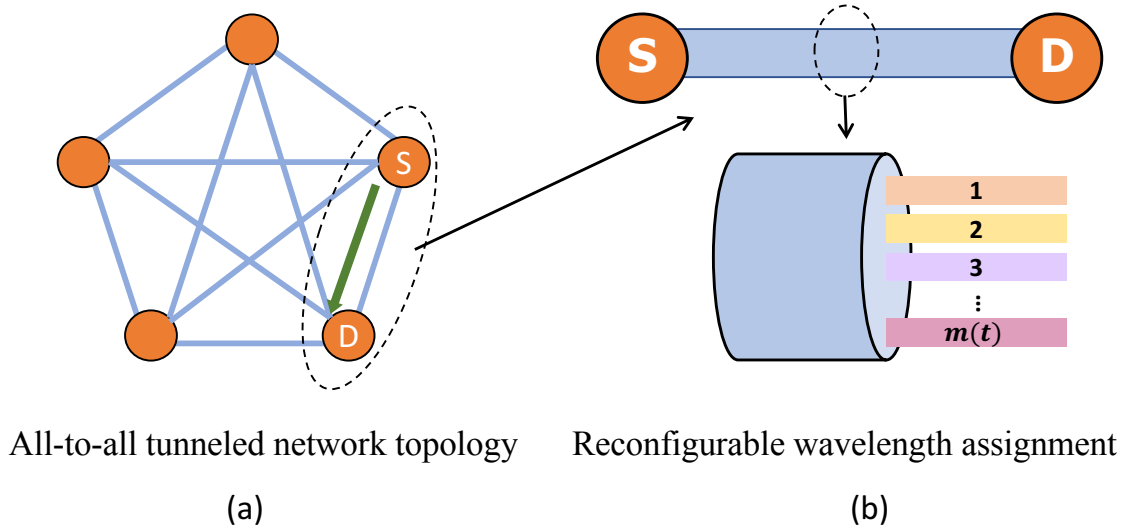 S
D
All-to-all tunneled network topology
(a)
S
D
1
2
3
⋮
m(t)
Reconfigurable wavelength assignment
(b)